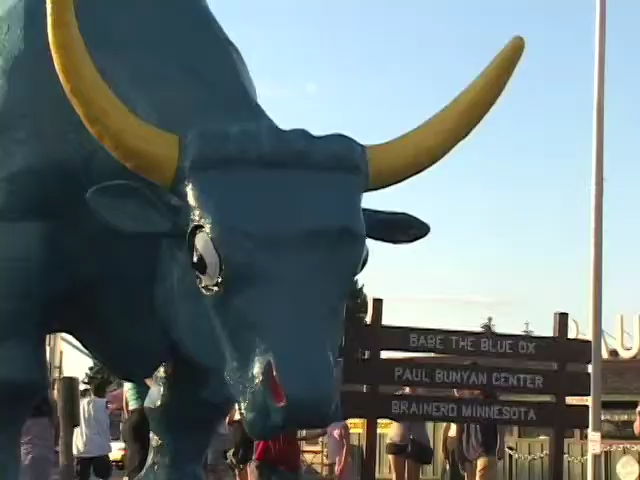 BABE THE BLUE OX
PAUL BUNYAN CENTER
BRAINERD MINNESOTA